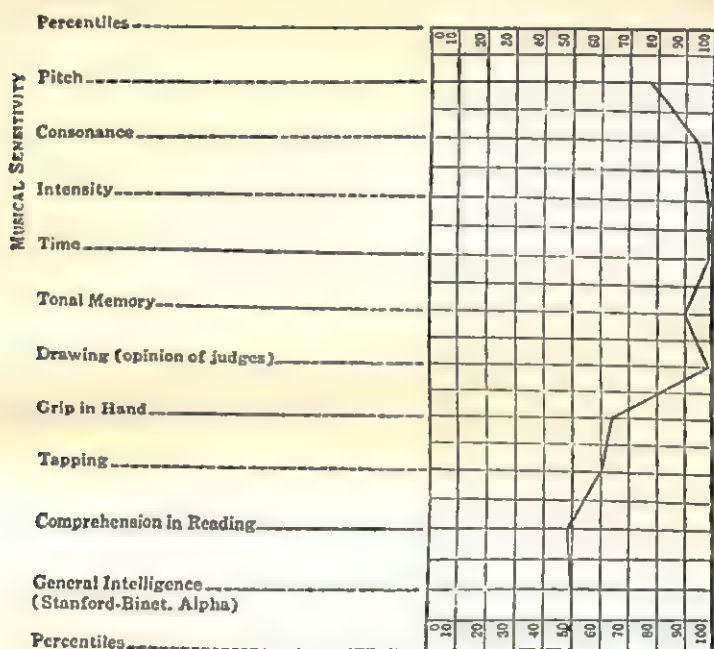 Percentiles
0 10 20 30 40 50 60 70 80 90 100
MUSICAL SENSITIVITY
Pitch
Consonance
Intensity
Time
Tonal Memory
Drawing (opinion of judges)
Grip in Hand
Tapping
Comprehension in Reading
General Intelligence
(Stanford-Binet. Alpha)
Percentiles
0 10 20 30 40 50 60 70 80 90 100